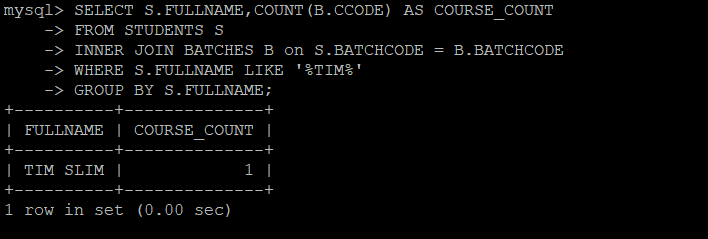 mysql> SELECT S.FULLNAME,COUNT(B.CCODE) AS COURSE_COUNT
    -> FROM STUDENTS S
    -> INNER JOIN BATCHES B on S.BATCHCODE = B.BATCHCODE
    -> WHERE S.FULLNAME LIKE '%TIM%'
    -> GROUP BY S.FULLNAME;
+----------+--------------+
| FULLNAME | COURSE_COUNT |
+----------+--------------+
| TIM SLIM |            1 |
+----------+--------------+
1 row in set (0.00 sec)